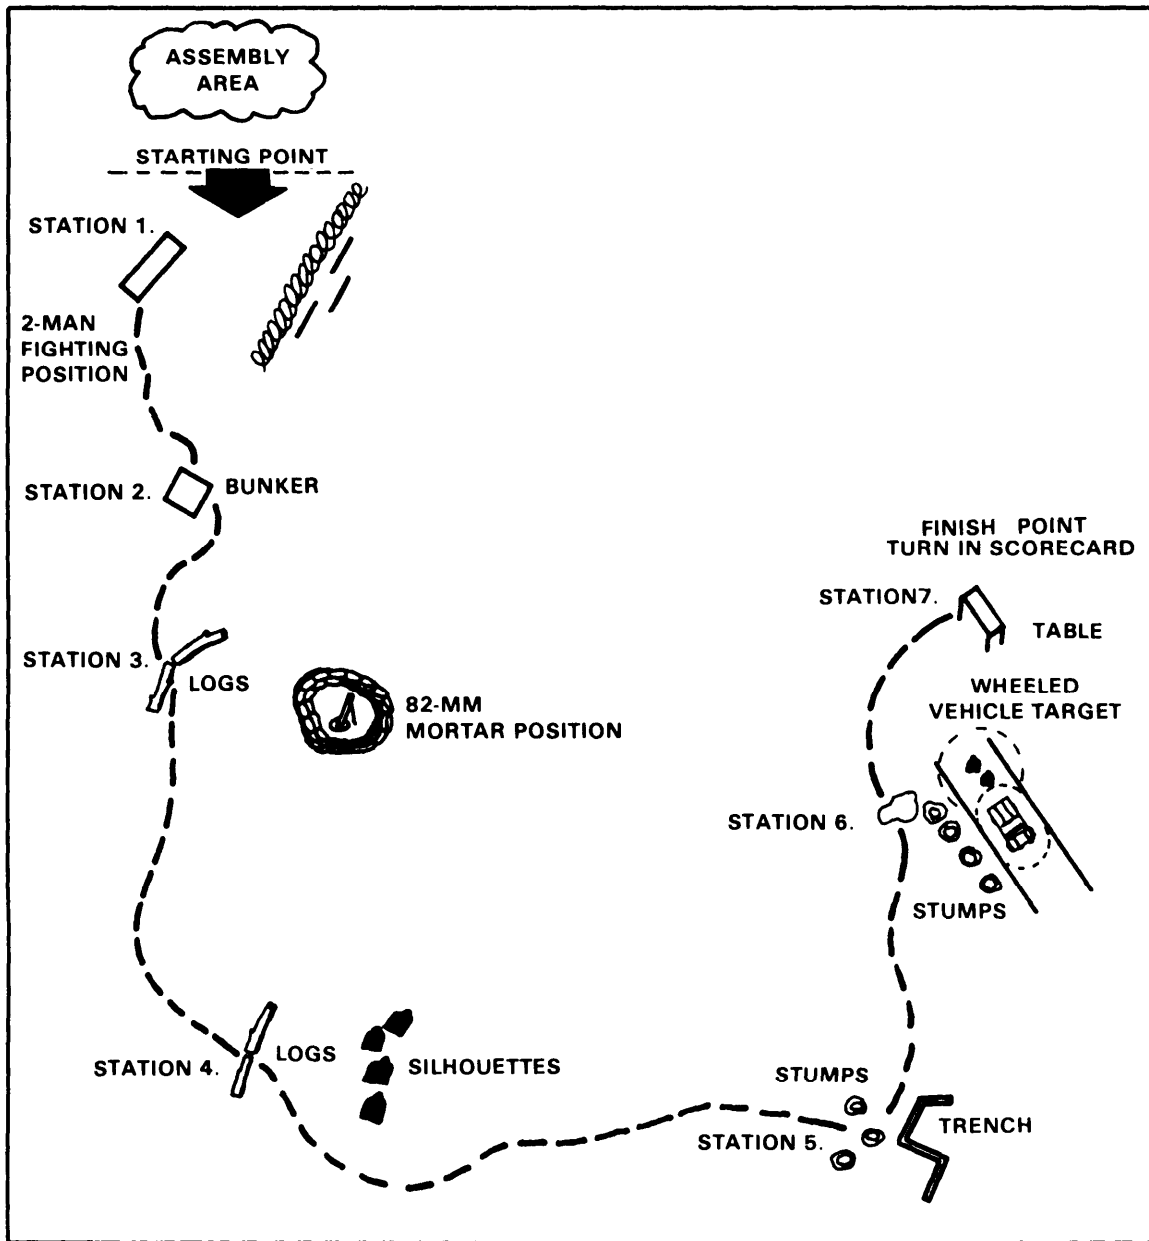 ASSEMBLY
AREA
STARTING POINT
STATION 1.
2-MAN
FIGHTING
POSITION
STATION 2.
BUNKER
STATION 3.
LOGS
82-MM
MORTAR POSITION
STATION 4.
LOGS
SILHOUETTES
STUMPS
STATION 5.
TRENCH
STATION 6.
STUMPS
WHEELED
VEHICLE TARGET
STATION7.
TABLE
FINISH POINT
TURN IN SCORECARD